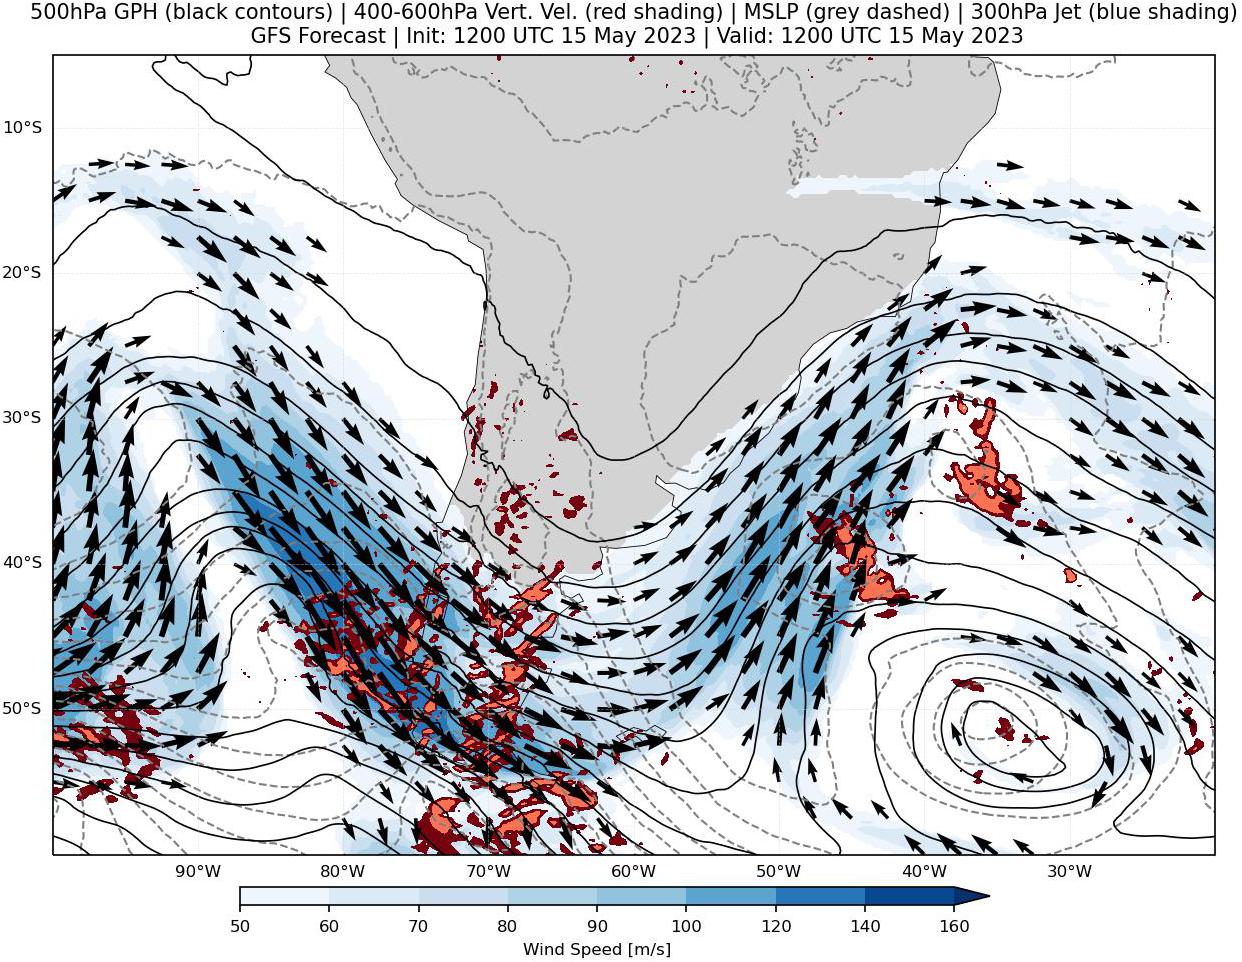 500hPa GPH (black contours) | 400-600hPa Vert. Vel. (red shading) | MSLP (grey dashed) | 300hPa Jet (blue shading)
GFS Forecast | Init: 1200 UTC 15 May 2023 | Valid: 1200 UTC 15 May 2023
10°S
20°S
30°S
40°S
50°S
90°W 80°W 70°W 60°W 50°W 40°W 30°W
50 60 70 80 90 100 120 140 160
Wind Speed [m/s]